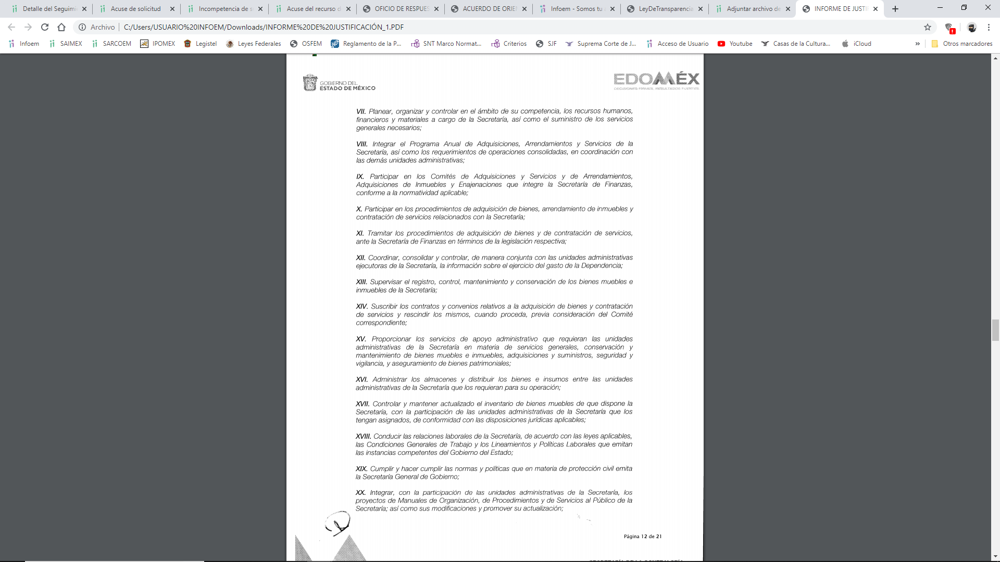 Detalle del Seguimi
Acuse de solicitud
Incompetencia de s
Acuse del recurso d
OFICIO DE RESPUES
ACUERDO DE ORIEN
Infoem - Somos tu
LeyDeTransparencia
Adjuntar archivo de
INFORME DE JUSTIF
Archivo
C:/Users/USUARIO%20INFOEM/Downloads/INFORME%20DE%20JUSTIFICACIÓN_1.PDF
Infoem
SAIMEX
SARCOEM
IPOMEX
Legistel
Leyes Federales
OSFEM
Reglamento de la P...
SNT Marco Normat...
Criterios
SJF
Suprema Corte de J...
Acceso de Usuario
Youtube
Casas de la Cultura...
iCloud
»
Otros marcadores
GOBIERNO DEL
ESTADO DE MÉXICO
EDOMÉX
DECISIONES FIRMES, RESULTADOS FUERTES.
VII. Planear, organizar y controlar en el ámbito de su competencia, los recursos humanos,
financieros y materiales a cargo de la Secretaría, así como el suministro de los servicios
generales necesarios;
VIII. Integrar el Programa Anual de Adquisiciones, Arrendamientos y Servicios de la
Secretaría, así como los requerimientos de operaciones consolidadas, en coordinación con
las demás unidades administrativas;
IX. Participar en los Comités de Adquisiciones y Servicios y de Arrendamientos,
Adquisiciones de Inmuebles y Enajenaciones que integre la Secretaría de Finanzas,
conforme a la normatividad aplicable;
X. Participar en los procedimientos de adquisición de bienes, arrendamiento de inmuebles y
contratación de servicios relacionados con la Secretaría;
XI. Tramitar los procedimientos de adquisición de bienes y de contratación de servicios,
ante la Secretaría de Finanzas en términos de la legislación respectiva;
XII. Coordinar, consolidar y controlar, de manera conjunta con las unidades administrativas
ejecutoras de la Secretaría, la información sobre el ejercicio del gasto de la Dependencia;
XIII. Supervisar el registro, control, mantenimiento y conservación de los bienes muebles e
inmuebles de la Secretaría;
XIV. Suscribir los contratos y convenios relativos a la adquisición de bienes y contratación
de servicios y rescindir los mismos, cuando proceda, previa consideración del Comité
correspondiente;
XV. Proporcionar los servicios de apoyo administrativo que requieran las unidades
administrativas de la Secretaría en materia de servicios generales, conservación y
mantenimiento de bienes muebles e inmuebles, adquisiciones y suministros, seguridad y
vigilancia, y aseguramiento de bienes patrimoniales;
XVI. Administrar los almacenes y distribuir los bienes e insumos entre las unidades
administrativas de la Secretaría que los requieran para su operación;
XVII. Controlar y mantener actualizado el inventario de bienes muebles de que dispone la
Secretaría, con la participación de las unidades administrativas de la Secretaría que los
tengan asignados, de conformidad con las disposiciones jurídicas aplicables;
XVIII. Conducir las relaciones laborales de la Secretaría, de acuerdo con las leyes aplicables,
las Condiciones Generales de Trabajo y los Lineamientos y Políticas Laborales que emitan
las instancias competentes del Gobierno del Estado;
XIX. Cumplir y hacer cumplir las normas y políticas que en materia de protección civil emita
la Secretaría General de Gobierno;
XX. Integrar, con la participación de las unidades administrativas de la Secretaría, los
proyectos de Manuales de Organización, de Procedimientos y de Servicios al Público de la
Secretaría; así como sus modificaciones y promover su actualización;
Página 12 de 21